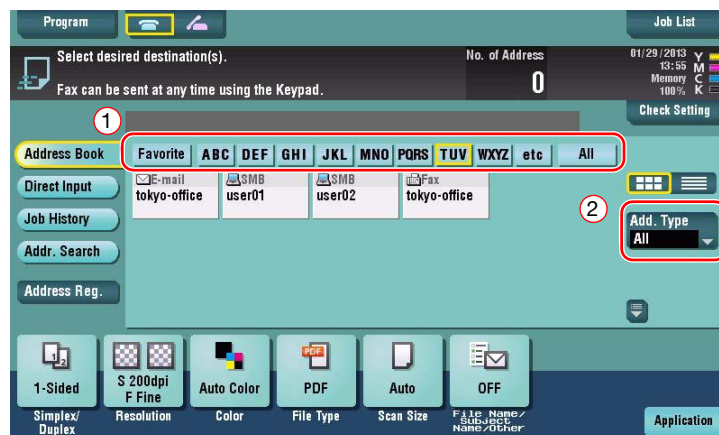 Program
Job List
Select desired destination(s).
No. of Address
01/29/2013
13:55
Memory
100%
Y
M
C
K
Fax can be sent at any time using the Keypad.
0
Check Setting
1
Address Book
Favorite ABC DEF GHI JKL MNO PQRS TUV WXYZ etc All
Direct Input
E-mail
tokyo-office
SMB
user01
SMB
user02
Fax
tokyo-office
2
Job History
Add. Type
All
Addr. Search
Address Reg.
1 2
PDF
1-Sided
S 200dpi
F Fine
Auto Color
PDF
Auto
OFF
Simplex/
Duplex
Resolution
Color
File Type
Scan Size
File Name/
Subject
Name/Other
Application